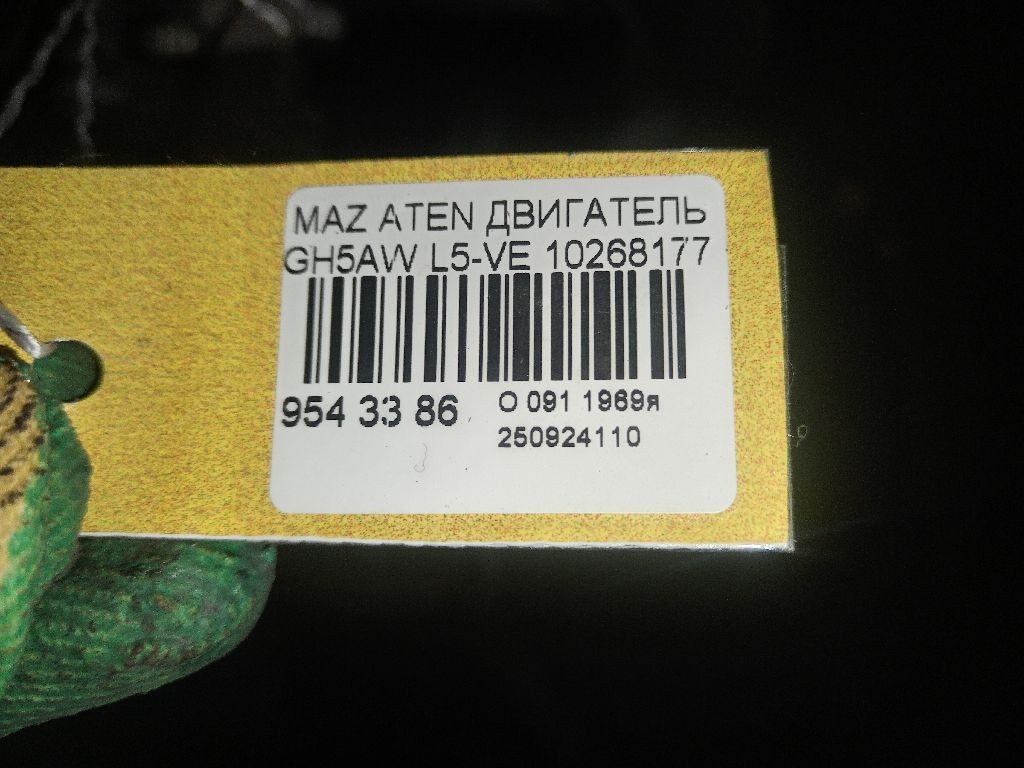 MAZ ATEN ДВИГАТЕЛЬ
GH5AW L5-VE 10268177
954 33 86
O 091 1969я
250924110